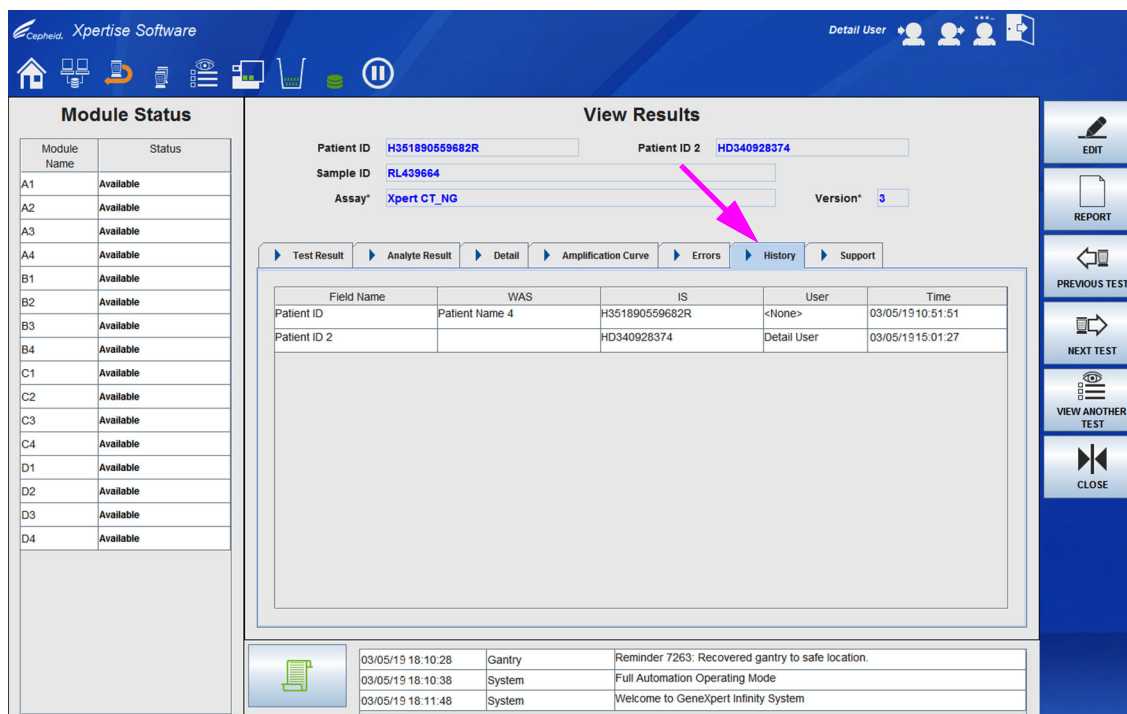 Cepheid. Xpertise Software
Detail User
Module Status
Module Name Status
A1 Available
A2 Available
A3 Available
A4 Available
B1 Available
B2 Available
B3 Available
B4 Available
C1 Available
C2 Available
C3 Available
C4 Available
D1 Available
D2 Available
D3 Available
D4 Available
View Results
Patient ID H351890559682R Patient ID 2 HD340928374
Sample ID RL439664
Assay* Xpert CT_NG Version* 3
Test Result Analyte Result Detail Amplification Curve Errors History Support
Field Name WAS IS User Time
Patient ID Patient Name 4 H351890559682R <None> 03/05/19 10:51:51
Patient ID 2 HD340928374 Detail User 03/05/19 15:01:27
03/05/19 18:10:28 Gantry Reminder 7263: Recovered gantry to safe location.
03/05/19 18:10:38 System Full Automation Operating Mode
03/05/19 18:11:48 System Welcome to GeneXpert Infinity System
EDIT
REPORT
PREVIOUS TEST
NEXT TEST
VIEW ANOTHER
TEST
CLOSE